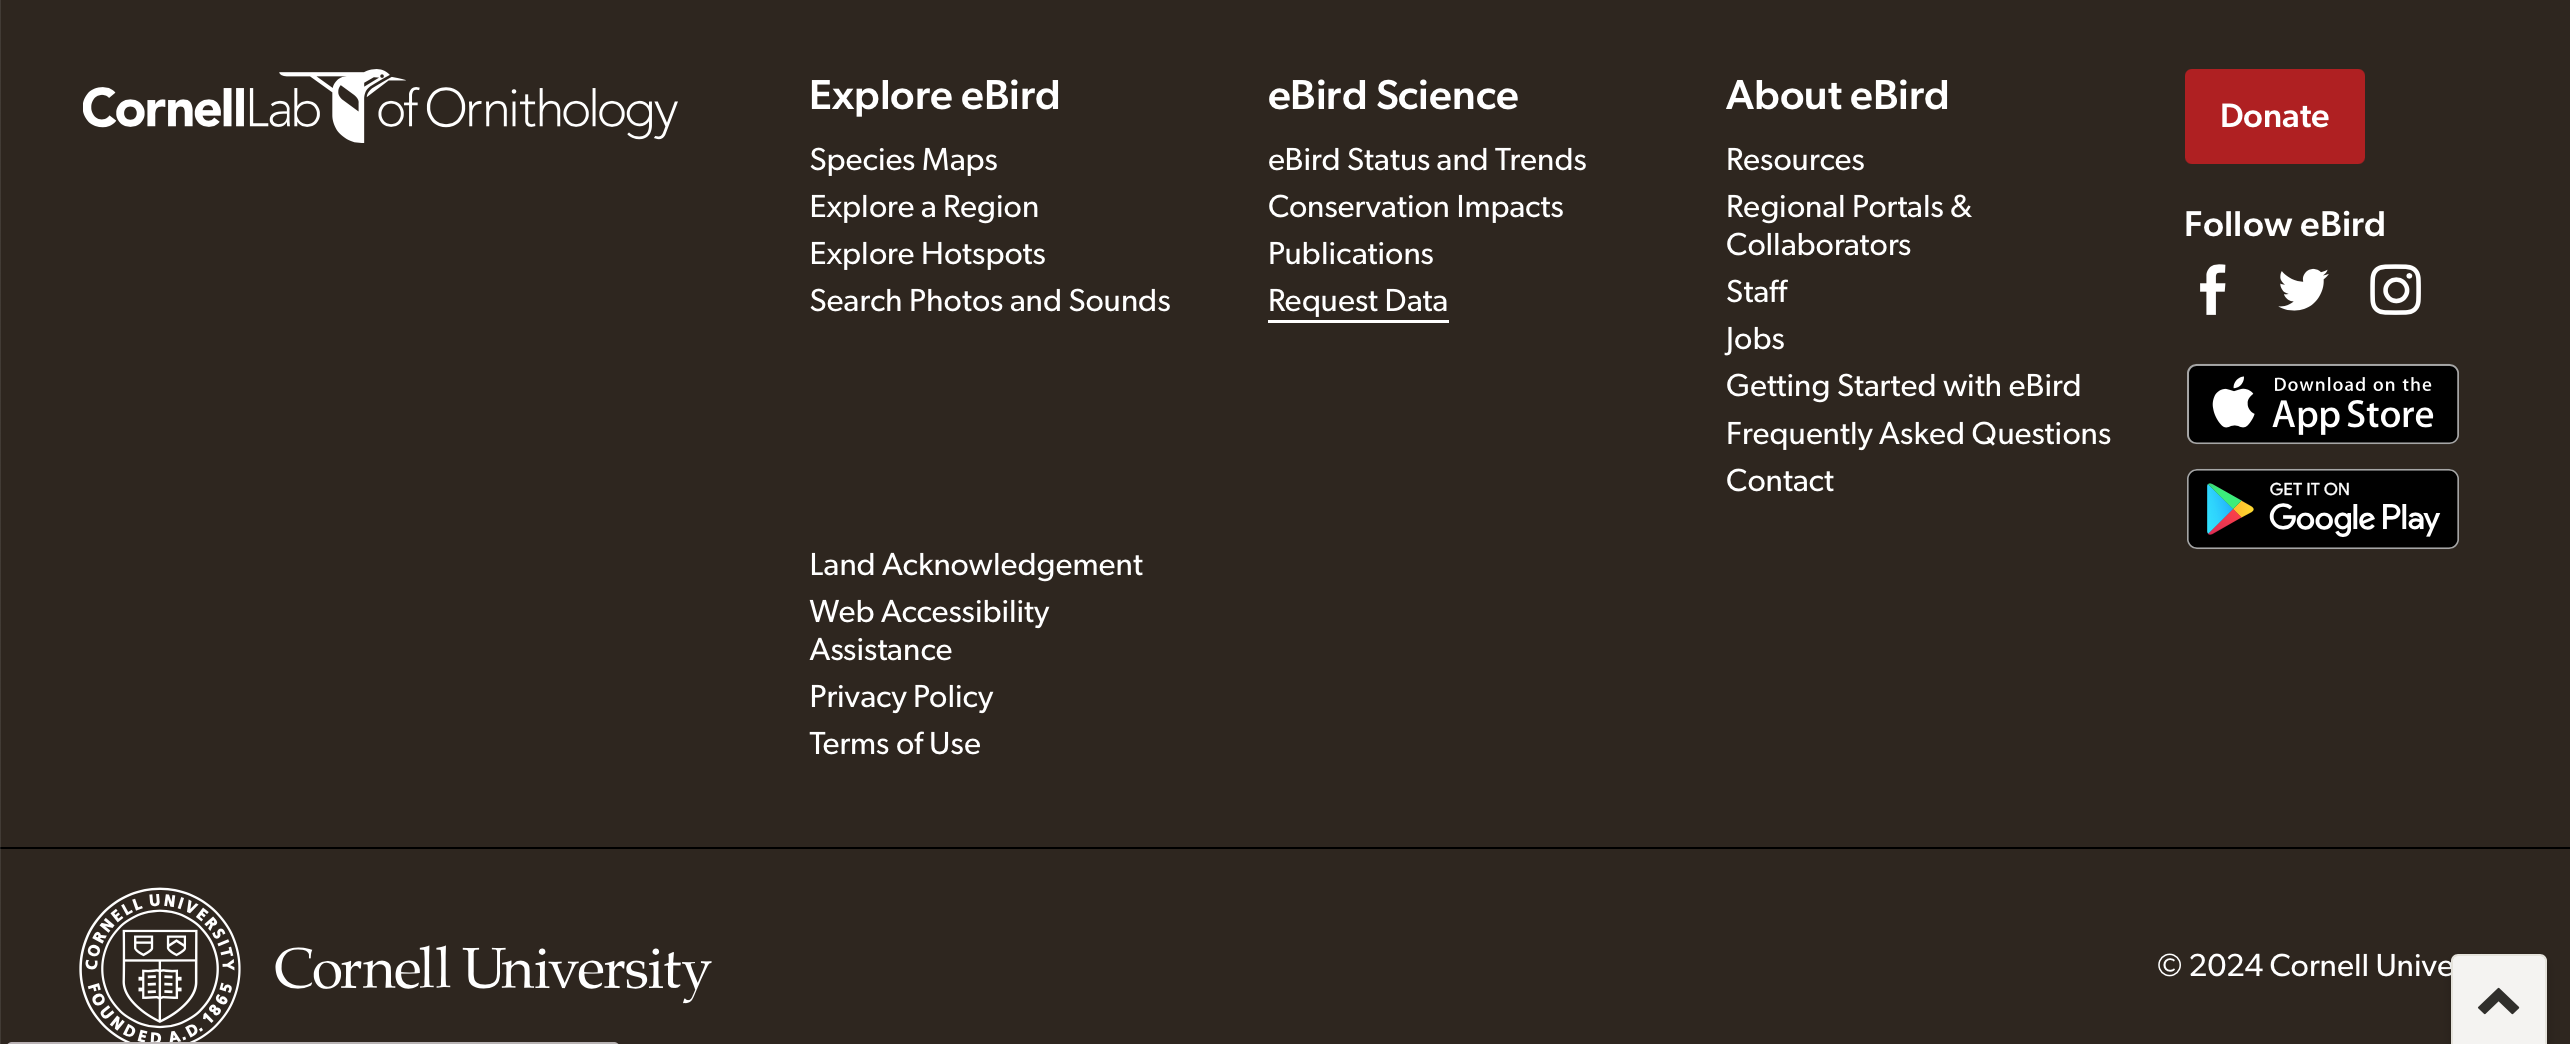 CornellLab of Ornithology
Explore eBird
Species Maps
Explore a Region
Explore Hotspots
Search Photos and Sounds
eBird Science
eBird Status and Trends
Conservation Impacts
Publications
Request Data
About eBird
Resources
Regional Portals &
Collaborators
Staff
Jobs
Getting Started with eBird
Frequently Asked Questions
Contact
Donate
Follow eBird
Download on the
App Store
GET IT ON
Google Play
Land Acknowledgement
Web Accessibility
Assistance
Privacy Policy
Terms of Use
CORNELL UNIVERSITY
FOUNDED A.D. 1865
Cornell University
© 2024 Cornell Unive